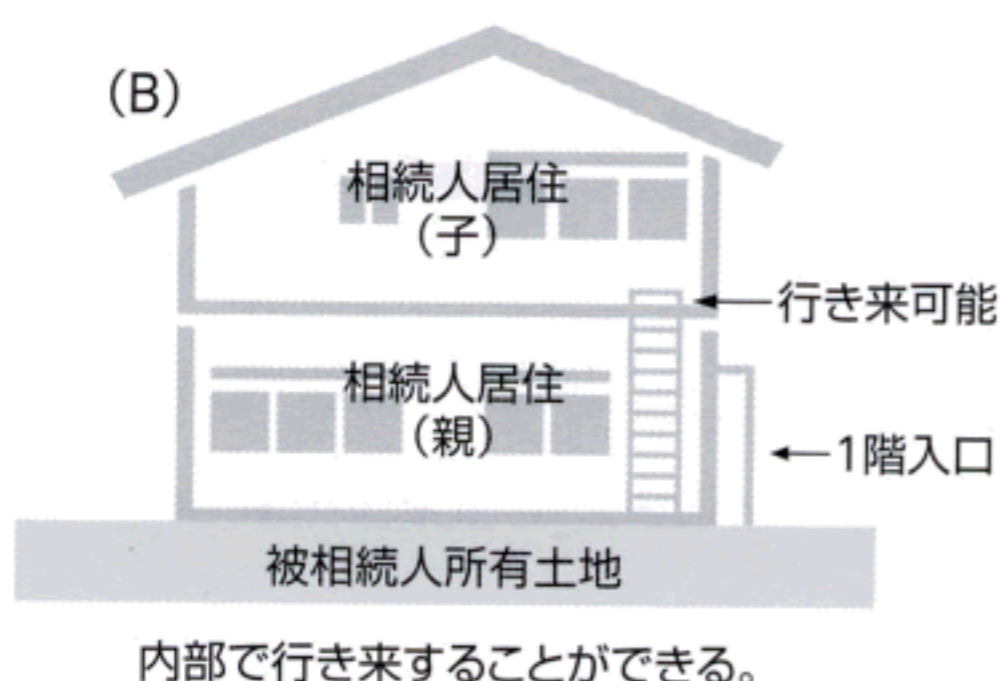 （B）
相続人居住
（子）
行き来可能
相続人居住
（親）
1階入口
被相続人所有土地
内部で行き来することができる。